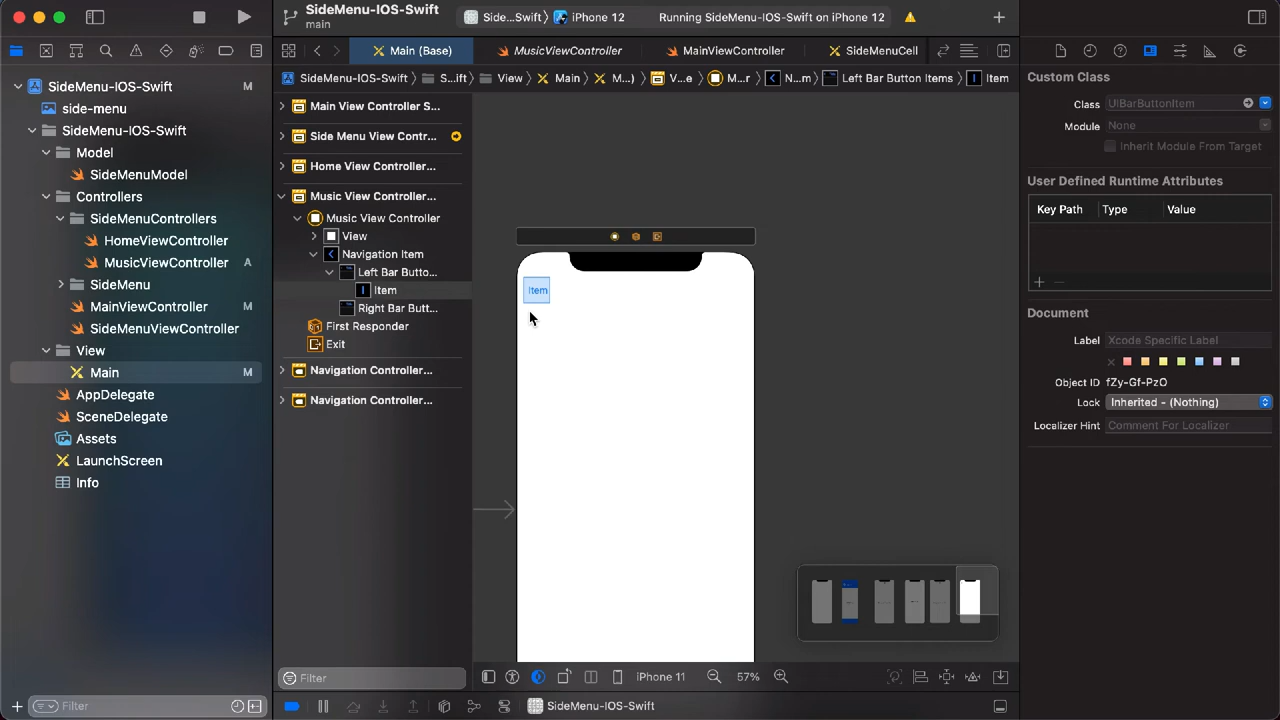 SideMenu-IOS-Swift
main
Side...Swift
iPhone 12
Running SideMenu-IOS-Swift on iPhone 12
Main (Base)
MusicViewController
MainViewController
SideMenuCell
SideMenu-IOS-Swift
S...ift
View
Main
M...)
V...e
M...r
N...m
Left Bar Button Items
Item
SideMenu-IOS-Swift M
side-menu
SideMenu-IOS-Swift
Model
SideMenuModel
Controllers
SideMenuControllers
HomeViewController
MusicViewController A
SideMenu
MainViewController M
SideMenuViewController
View
Main M
AppDelegate
SceneDelegate
Assets
LaunchScreen
Info
Filter
Main View Controller S...
Side Menu View Contr...
Home View Controller...
Music View Controller...
Music View Controller
View
Navigation Item
Left Bar Butto...
Item
Right Bar Butt...
First Responder
Exit
Navigation Controller...
Navigation Controller...
Filter
Item
iPhone 11
57%
SideMenu-IOS-Swift
Custom Class
Class UIBarButtonItem
Module None
Inherit Module From Target
User Defined Runtime Attributes
Key Path Type Value
Document
Label Xcode Specific Label
Object ID fZy-Gf-PzO
Lock Inherited - (Nothing)
Localizer Hint Comment For Localizer